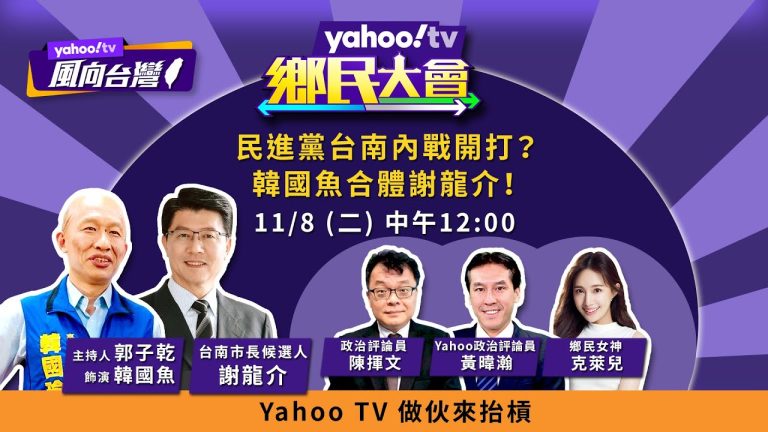 yahoo!tv
風向台灣
yahoo!tv
鄉民大會
民進黨台南內戰開打?
韓國魚合體謝龍介!
11/8 (二) 中午12:00
韓國瑜
主持人 郭子乾
飾演 韓國魚
台南市長候選人
謝龍介
政治評論員
陳揮文
Yahoo政治評論員
黃暐瀚
鄉民女神
克萊兒
Yahoo TV 做伙來抬槓